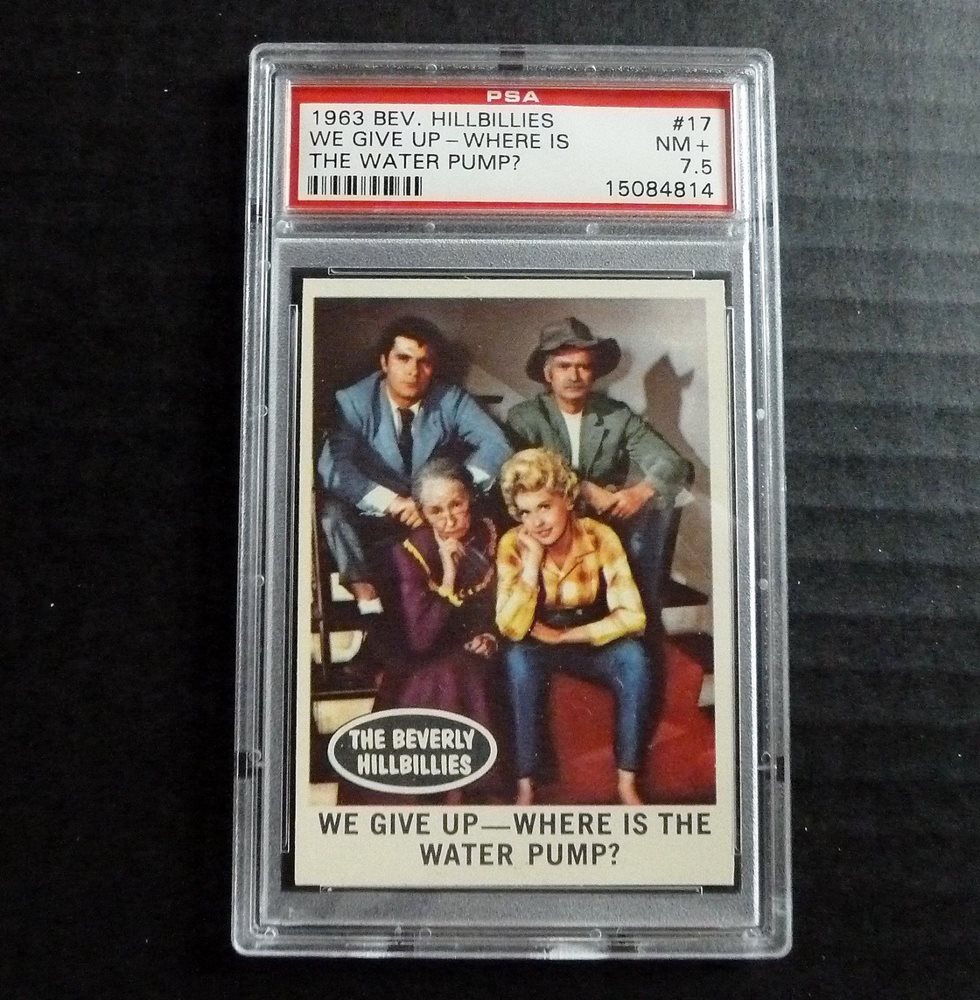 PSA
1963 BEV. HILLBILLIES #17
WE GIVE UP–WHERE IS NM+
THE WATER PUMP? 7.5
15084814
THE BEVERLY
HILLBILLIES
WE GIVE UP—WHERE IS THE
WATER PUMP?